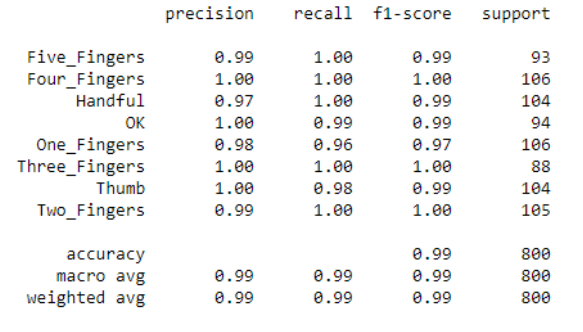 precision recall f1-score support
Five_Fingers 0.99 1.00 0.99 93
Four_Fingers 1.00 1.00 1.00 106
Handful 0.97 1.00 0.99 104
OK 1.00 0.99 0.99 94
One_Fingers 0.98 0.96 0.97 106
Three_Fingers 1.00 1.00 1.00 88
Thumb 1.00 0.98 0.99 104
Two_Fingers 0.99 1.00 1.00 105
accuracy 0.99 800
macro avg 0.99 0.99 0.99 800
weighted avg 0.99 0.99 0.99 800